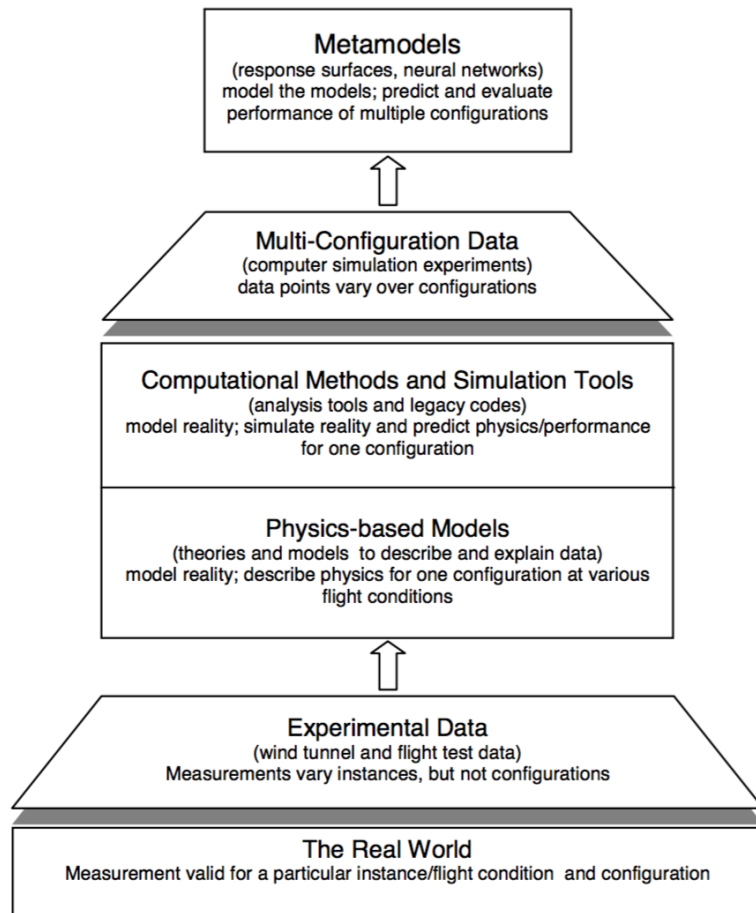 Metamodels
(response surfaces, neural networks)
model the models; predict and evaluate
performance of multiple configurations
Multi-Configuration Data
(computer simulation experiments)
data points vary over configurations
Computational Methods and Simulation Tools
(analysis tools and legacy codes)
model reality; simulate reality and predict physics/performance
for one configuration
Physics-based Models
(theories and models to describe and explain data)
model reality; describe physics for one configuration at various
flight conditions
Experimental Data
(wind tunnel and flight test data)
Measurements vary instances, but not configurations
The Real World
Measurement valid for a particular instance/flight condition and configuration